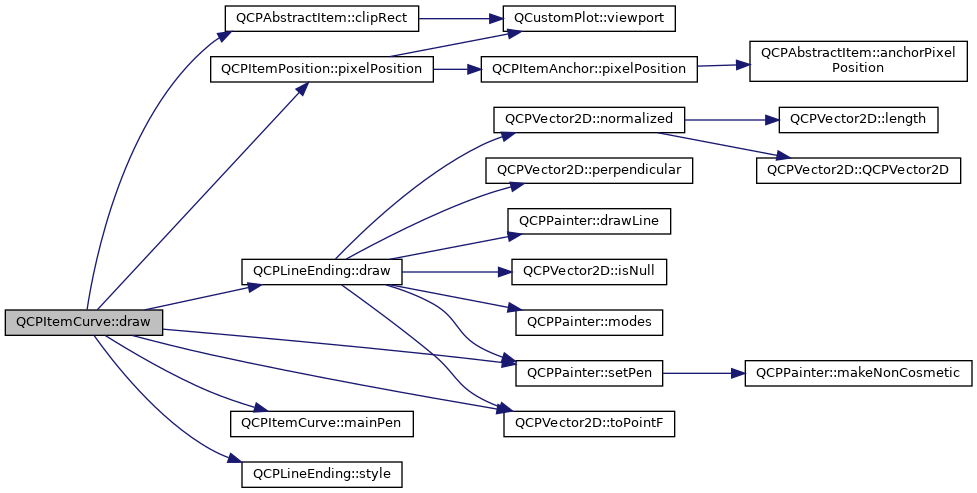 QCPAbstractItem::clipRect
QCustomPlot::viewport
QCPItemPosition::pixelPosition
QCPItemAnchor::pixelPosition
QCPAbstractItem::anchorPixel
Position
QCPVector2D::normalized
QCPVector2D::length
QCPVector2D::perpendicular
QCPVector2D::QCPVector2D
QCPPainter::drawLine
QCPLineEnding::draw
QCPVector2D::isNull
QCPItemCurve::draw
QCPPainter::modes
QCPPainter::setPen
QCPPainter::makeNonCosmetic
QCPItemCurve::mainPen
QCPVector2D::toPointF
QCPLineEnding::style